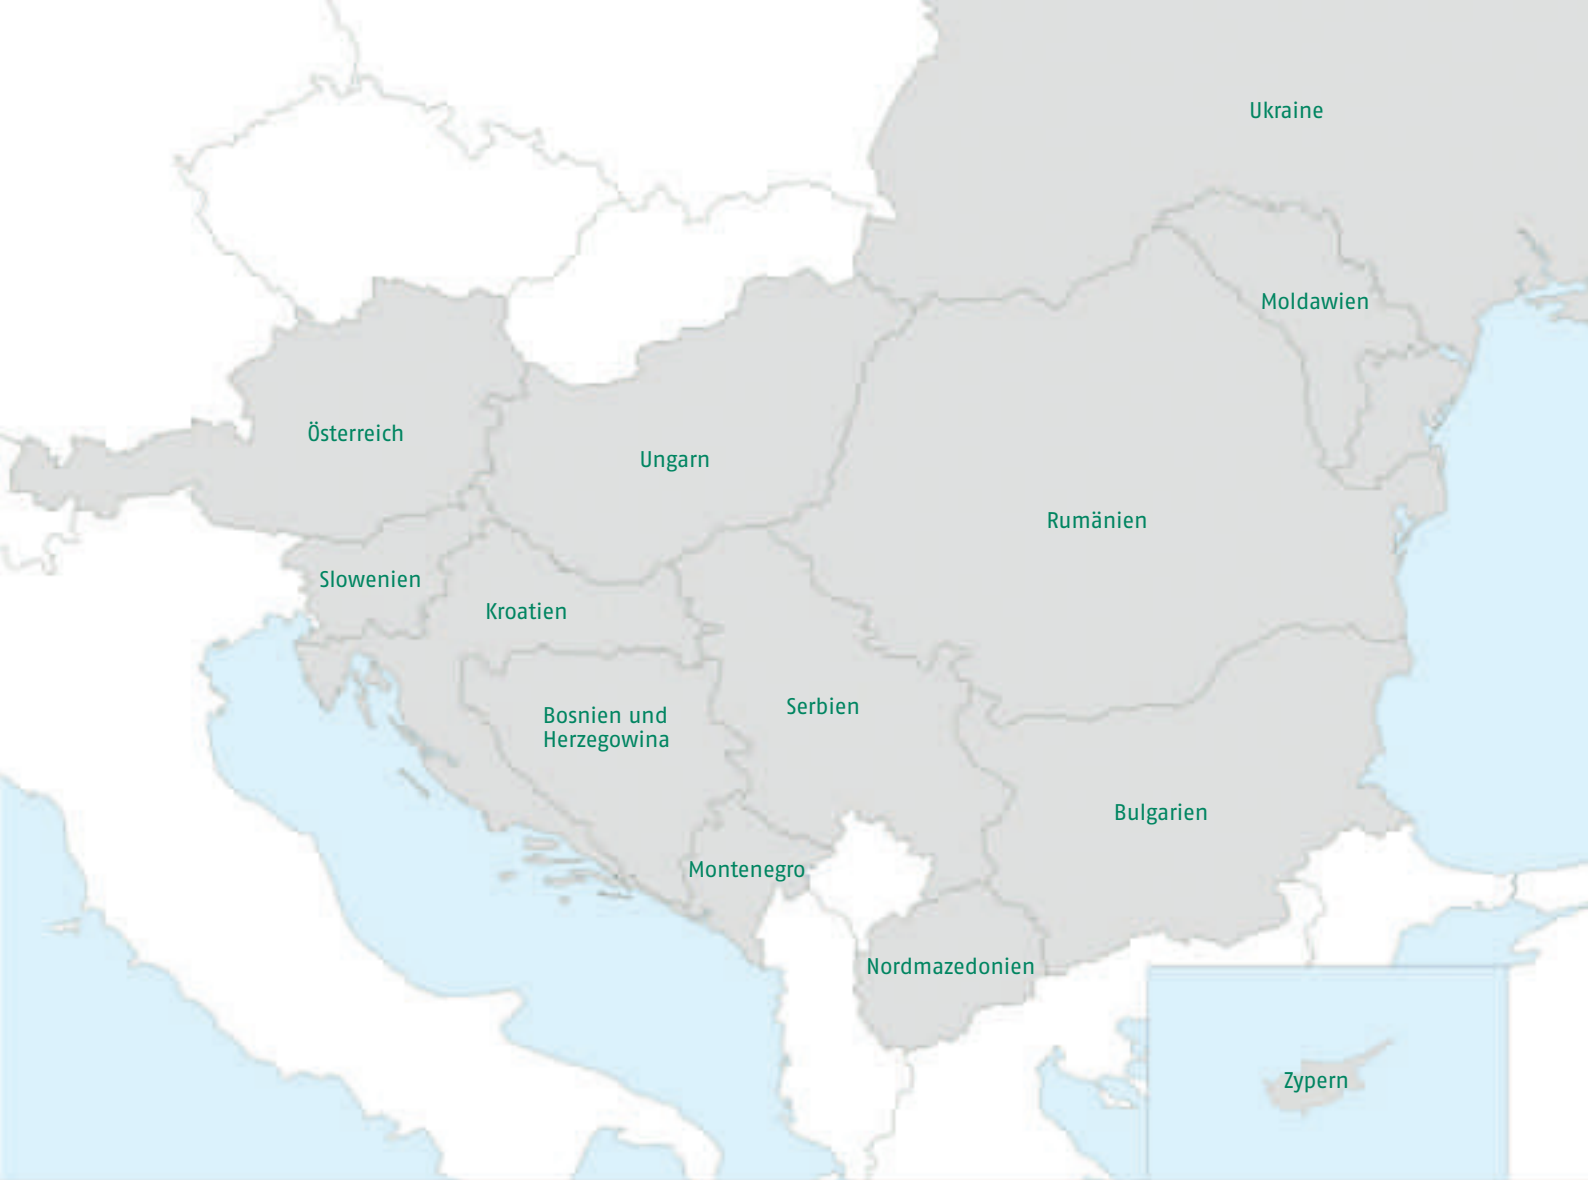 Ukraine
Moldawien
Österreich
Ungarn
Rumänien
Slowenien
Kroatien
Bosnien und
Herzegowina
Serbien
Bulgarien
Montenegro
Nordmazedonien
Zypern